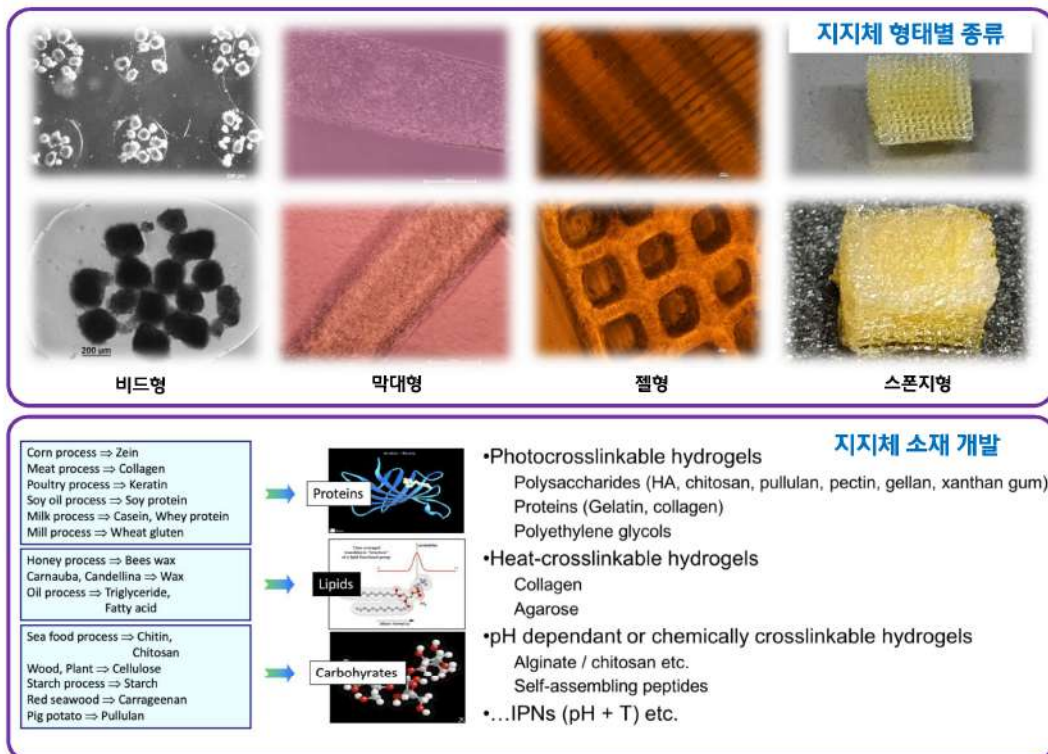 지지체 형태별 종류
200 um
비드형
막대형
젤형
스폰지형
지지체 소재 개발
Corn process ⇒ Zein
Meat process ⇒ Collagen
Poultry process ⇒ Keratin
Soy oil process ⇒ Soy protein
Milk process ⇒ Casein, Whey protein
Mill process ⇒ Wheat gluten
Proteins
Honey process ⇒ Bees wax
Carnauba, Candellina ⇒ Wax
Oil process ⇒ Triglyceride,
Fatty acid
Lipids
Sea food process ⇒ Chitin,
Chitosan
Wood, Plant ⇒ Cellulose
Starch process ⇒ Starch
Red seawood ⇒ Carrageenan
Pig potato ⇒ Pullulan
Carbohyrates
•Photocrosslinkable hydrogels
Polysaccharides (HA, chitosan, pullulan, pectin, gellan, xanthan gum)
Proteins (Gelatin, collagen)
Polyethylene glycols
•Heat-crosslinkable hydrogels
Collagen
Agarose
•pH dependant or chemically crosslinkable hydrogels
Alginate / chitosan etc.
Self-assembling peptides
•…IPNs (pH + T) etc.